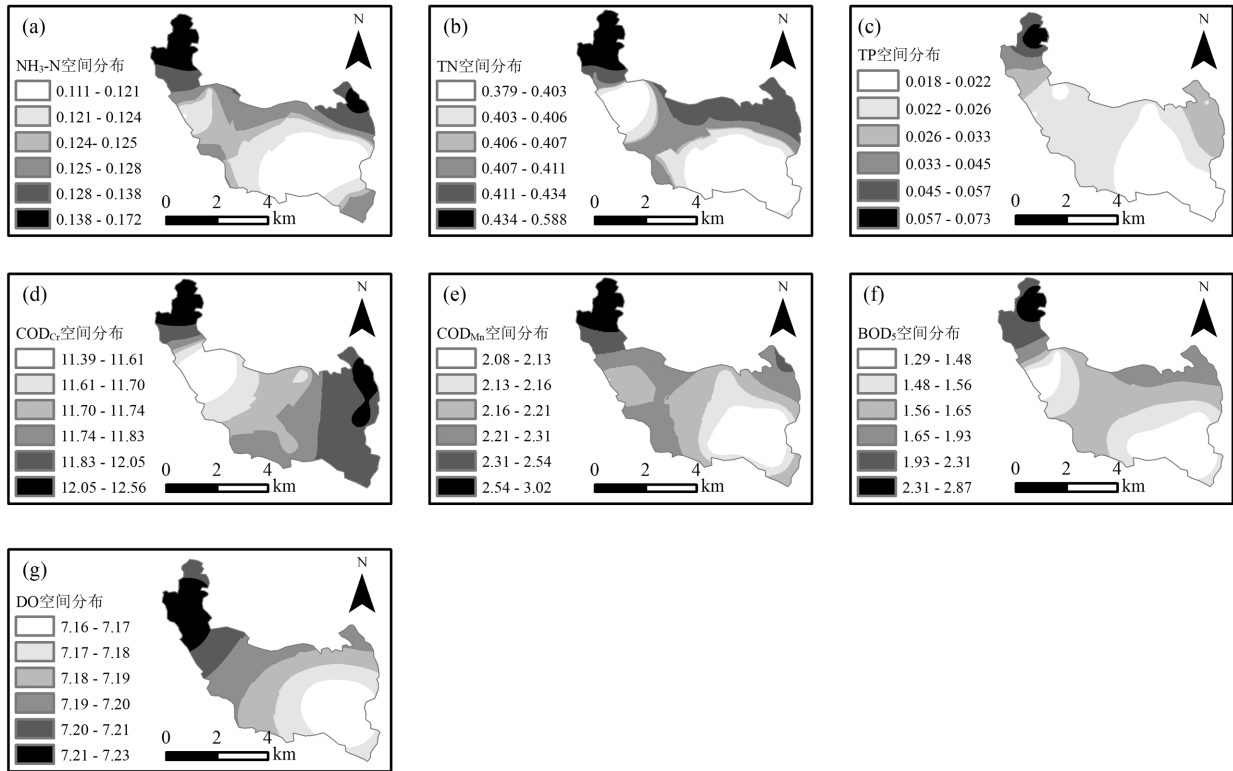 (a)
N
NH₃-N空间分布
0.111 - 0.121
0.121 - 0.124
0.124- 0.125
0.125 - 0.128
0.128 - 0.138
0.138 - 0.172
0 2 4
km
(b)
N
TN空间分布
0.379 - 0.403
0.403 - 0.406
0.406 - 0.407
0.407 - 0.411
0.411 - 0.434
0.434 - 0.588
0 2 4
km
(c)
N
TP空间分布
0.018 - 0.022
0.022 - 0.026
0.026 - 0.033
0.033 - 0.045
0.045 - 0.057
0.057 - 0.073
0 2 4
km
(d)
N
CODCr空间分布
11.39 - 11.61
11.61 - 11.70
11.70 - 11.74
11.74 - 11.83
11.83 - 12.05
12.05 - 12.56
0 2 4
km
(e)
N
CODMn空间分布
2.08 - 2.13
2.13 - 2.16
2.16 - 2.21
2.21 - 2.31
2.31 - 2.54
2.54 - 3.02
0 2 4
km
(f)
N
BOD₅空间分布
1.29 - 1.48
1.48 - 1.56
1.56 - 1.65
1.65 - 1.93
1.93 - 2.31
2.31 - 2.87
0 2 4
km
(g)
N
DO空间分布
7.16 - 7.17
7.17 - 7.18
7.18 - 7.19
7.19 - 7.20
7.20 - 7.21
7.21 - 7.23
0 2 4
km